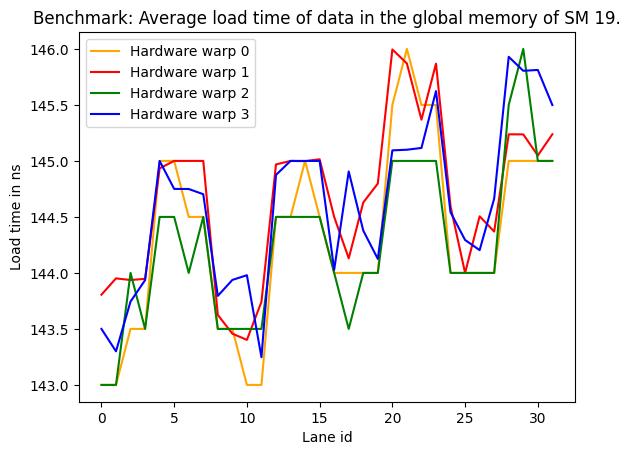 Benchmark: Average load time of data in the global memory of SM 19.
Hardware warp 0
Hardware warp 1
Hardware warp 2
Hardware warp 3
146.0
145.5
145.0
144.5
144.0
143.5
143.0
Load time in ns
0 5 10 15 20 25 30
Lane id